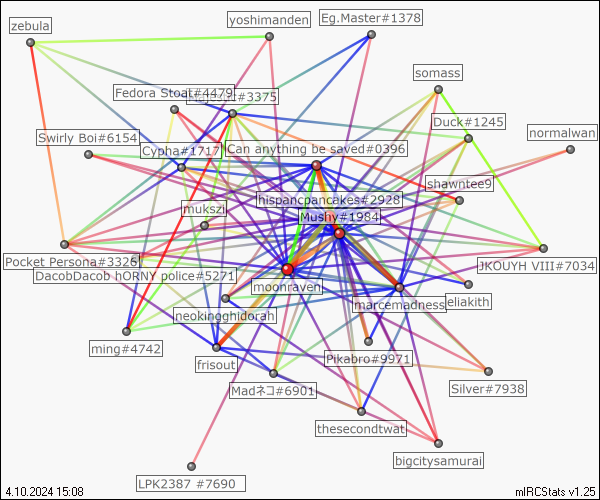 zebula
yoshimanden
Eg.Master#1378
somass
Fedora Stoat#4479
#3375
Duck#1245
normalwan
Swirly Boi#6154
Cypha#1717
Can anything be saved#0396
shawntee9
hispancpancakes#2928
mukszi
Mushy#1984
Pocket Persona#3326
JKOUYH VIII#7034
DacobDacob hORNY police#5271
moonraven
marcemadness
eliakith
neokingghidorah
ming#4742
frisout
Pikabro#9971
Madネコ#6901
Silver#7938
thesecondtwat
bigcitysamurai
LPK2387 #7690
4.10.2024 15:08
mIRCStats v1.25